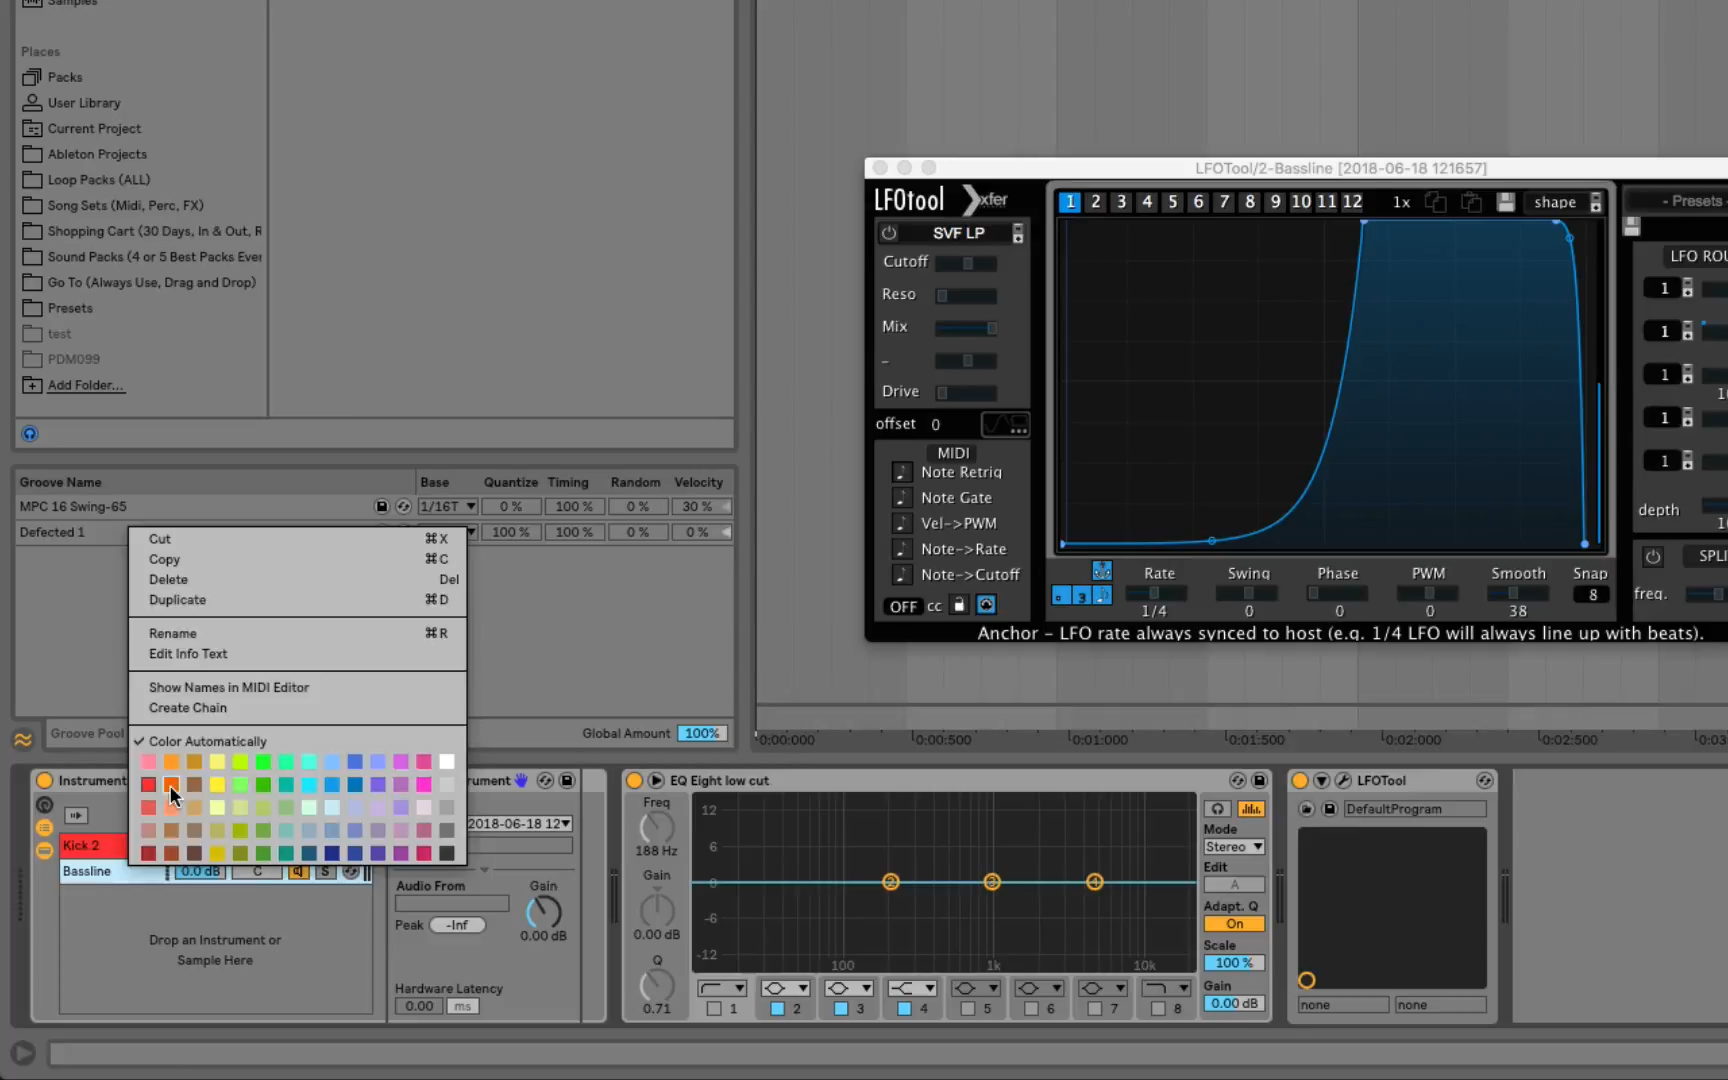 Samples
Places
Packs
User Library
Current Project
Ableton Projects
Loop Packs (ALL)
Song Sets (Midi, Perc, FX)
Shopping Cart (30 Days, In & Out, R
Sound Packs (4 or 5 Best Packs Ever
Go To (Always Use, Drag and Drop)
Presets
test
PDM099
Add Folder...
LFOTool/2-Bassline [2018-06-18 121657]
LFOtool xfer
1 2 3 4 5 6 7 8 9 10 11 12 1x shape
- Presets -
SVF LP
Cutoff
Reso
Mix
-
Drive
offset 0
MIDI
Note Retrig
Note Gate
Vel->PWM
Note->Rate
Note->Cutoff
OFF cc
LFO ROU
1
1
1
1
1
depth
SPLI
freq.
3
Rate Swing Phase PWM Smooth Snap
1/4 0 0 0 38 8
Anchor - LFO rate always synced to host (e.g. 1/4 LFO will always line up with beats).
Groove Name Base Quantize Timing Random Velocity
MPC 16 Swing-65 1/16T 0 % 100 % 0 % 30 %
Defected 1 100 % 100 % 0 % 0 %
Cut ⌘X
Copy ⌘C
Delete Del
Duplicate ⌘D
Rename ⌘R
Edit Info Text
Show Names in MIDI Editor
Create Chain
✓ Color Automatically
Groove Pool
Global Amount 100%
0:00:000 0:00:500 0:01:000 0:01:500 0:02:000 0:02:500 0:03
Instrument
Kick 2
Bassline 0.0 dB C S
Drop an Instrument or
Sample Here
rument
2018-06-18 12
Audio From Gain
Peak -Inf
0.00 dB
Hardware Latency
0.00 ms
EQ Eight low cut
Freq
188 Hz
Gain
0.00 dB
Q
0.71
12
6
0
-6
-12
2 3 4
100 1k 10k
1 2 3 4 5 6 7 8
Mode
Stereo
Edit
A
Adapt. Q
On
Scale
100 %
Gain
0.00 dB
LFOTool
DefaultProgram
none none